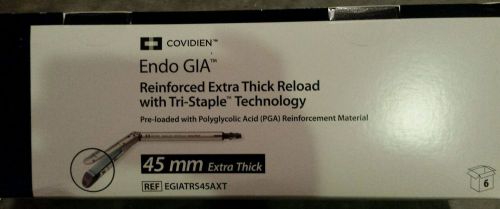 COVIDIEN™
Endo GIA™
Reinforced Extra Thick Reload
with Tri-Staple™ Technology
Pre-loaded with Polyglycolic Acid (PGA) Reinforcement Material
45 mm Extra Thick
REF EGIATRS45AXT
6